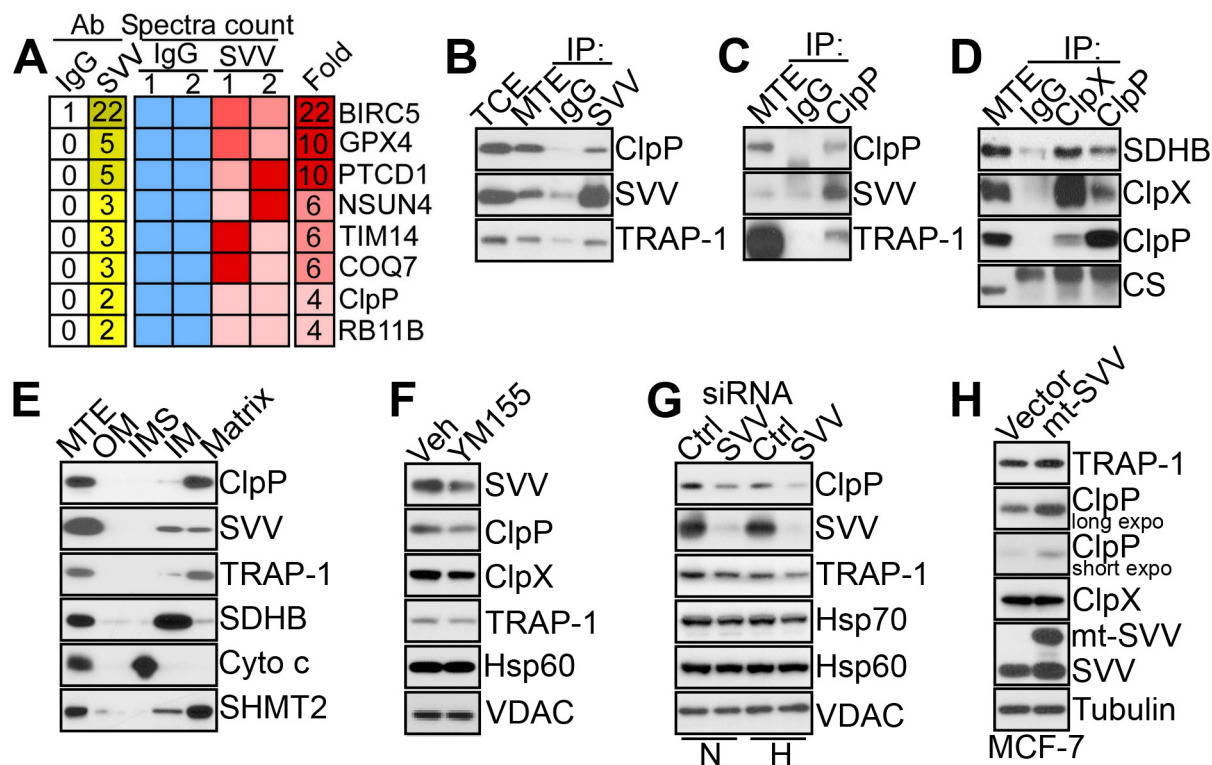 A
Ab Spectra count
IgG SVV IgG SVV Fold
1 2 1 2
1 22 22 BIRC5
0 5 10 GPX4
0 5 10 PTCD1
0 3 6 NSUN4
0 3 6 TIM14
0 3 6 COQ7
0 2 4 ClpP
0 2 4 RB11B
B
IP:
TCE MTE IgG SVV
ClpP
SVV
TRAP-1
C
IP:
MTE IgG ClpP
ClpP
SVV
TRAP-1
D
IP:
MTE IgG ClpX ClpP
SDHB
ClpX
ClpP
CS
E
MTE OM IMS IM Matrix
ClpP
SVV
TRAP-1
SDHB
Cyto c
SHMT2
F
Veh YM155
SVV
ClpP
ClpX
TRAP-1
Hsp60
VDAC
G
siRNA
Ctrl SVV Ctrl SVV
ClpP
SVV
TRAP-1
Hsp70
Hsp60
VDAC
N H
H
Vector mt-SVV
TRAP-1
ClpP
long expo
ClpP
short expo
ClpX
mt-SVV
SVV
Tubulin
MCF-7